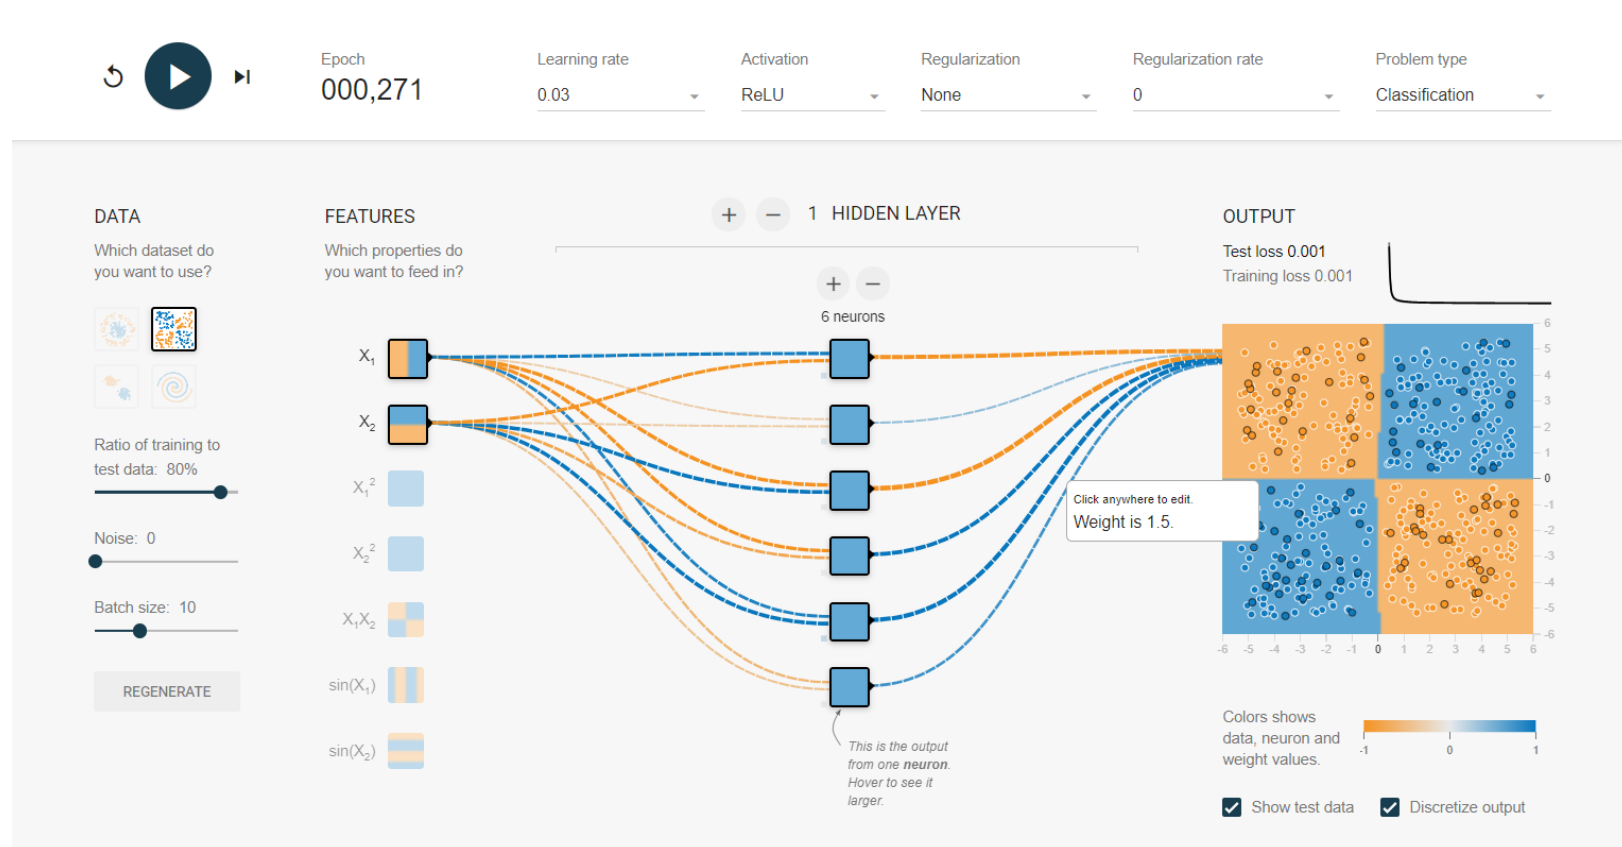 Epoch
000,271
Learning rate
0.03
Activation
ReLU
Regularization
None
Regularization rate
0
Problem type
Classification
DATA
Which dataset do
you want to use?
Ratio of training to
test data: 80%
Noise: 0
Batch size: 10
REGENERATE
FEATURES
Which properties do
you want to feed in?
X1
X2
X1²
X2²
X1X2
sin(X1)
sin(X2)
+ − 1 HIDDEN LAYER
+ −
6 neurons
This is the output
from one neuron.
Hover to see it
larger.
Click anywhere to edit.
Weight is 1.5.
OUTPUT
Test loss 0.001
Training loss 0.001
6
5
4
3
2
1
0
-1
-2
-3
-4
-5
-6
-6 -5 -4 -3 -2 -1 0 1 2 3 4 5 6
Colors shows
data, neuron and
weight values.
-1 0 1
Show test data
Discretize output